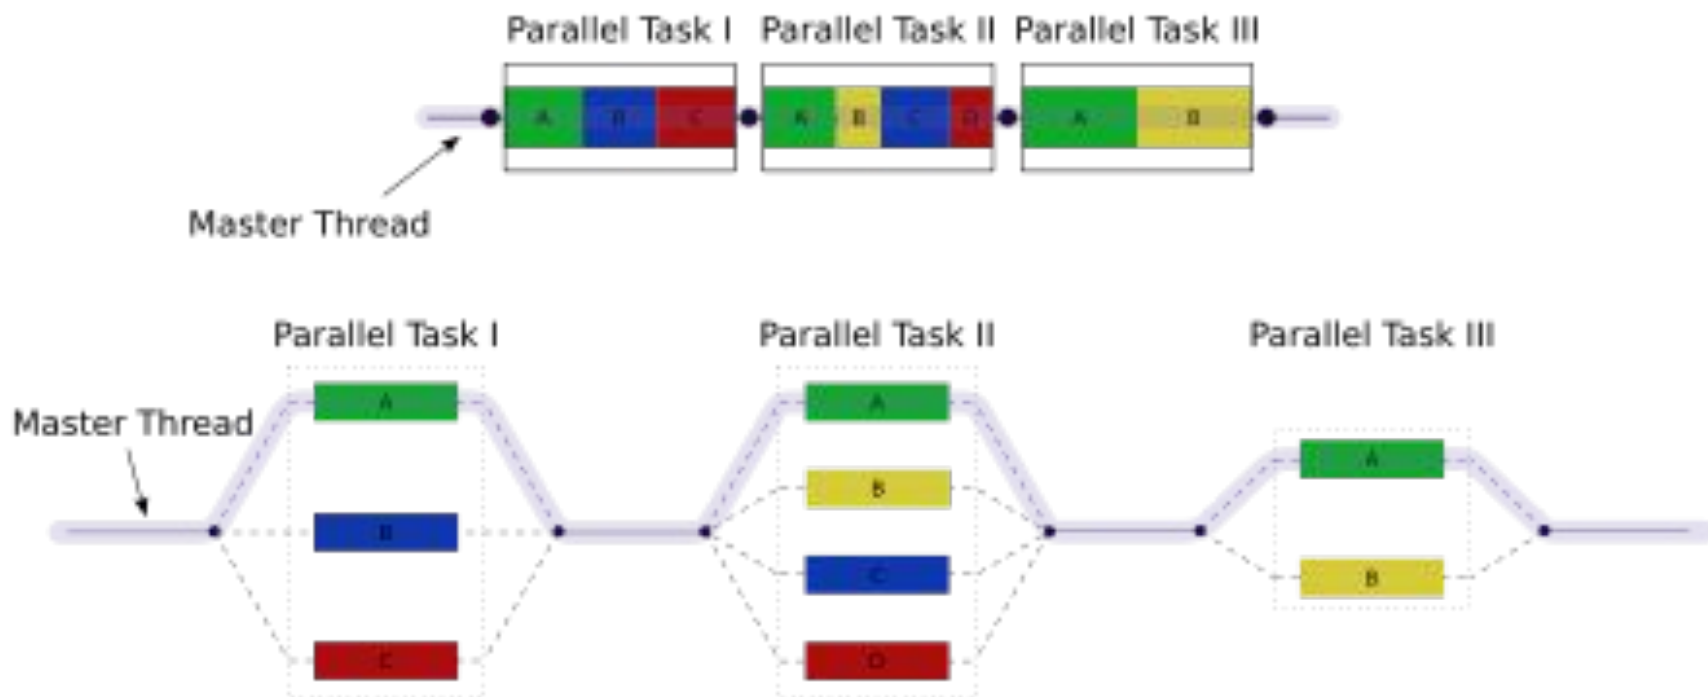 Parallel Task I Parallel Task II Parallel Task III
A B C A B C D A B
Master Thread
Parallel Task I Parallel Task II Parallel Task III
A A
Master Thread
A
B
B
C
B
C D